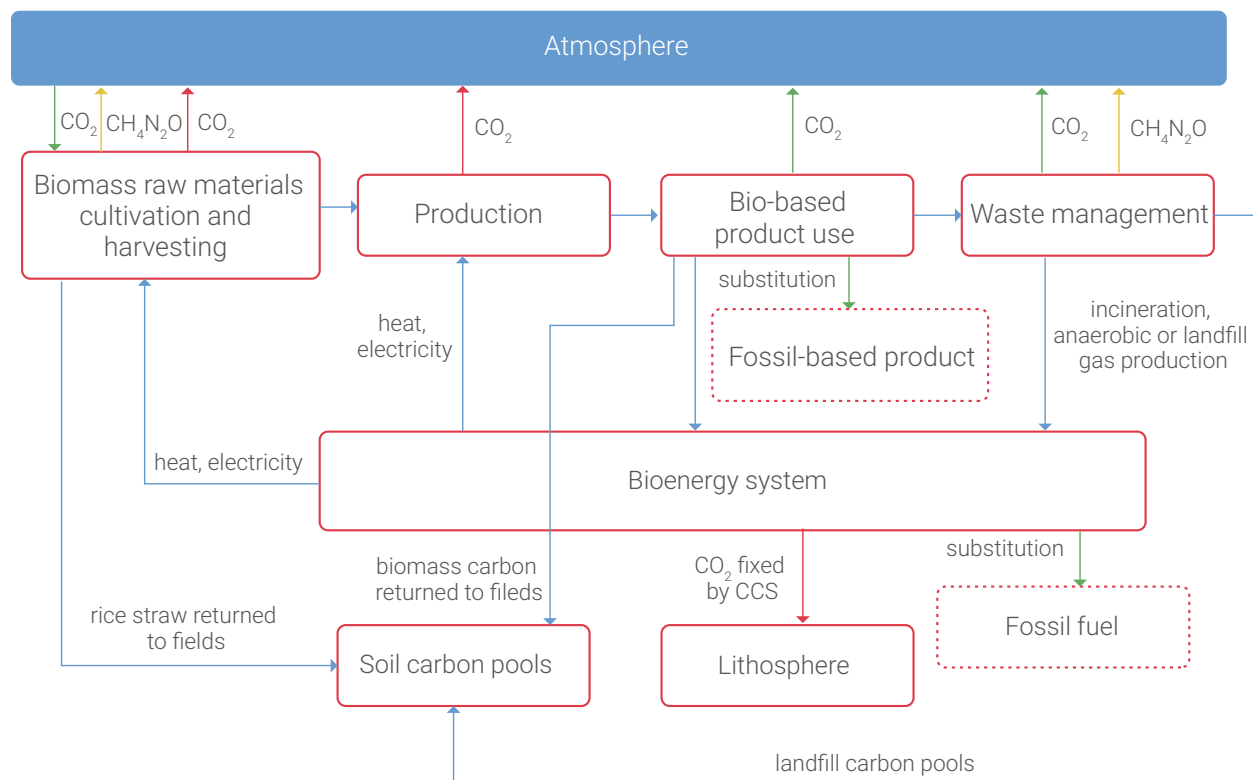 Atmosphere
CO₂
CH₄N₂O
CO₂
CO₂
CO₂
CO₂
CH₄N₂O
Biomass raw materials
cultivation and
harvesting
Production
Bio-based
product use
Waste management
substitution
heat,
electricity
incineration,
anaerobic or landfill
gas production
Fossil-based product
heat, electricity
Bioenergy system
biomass carbon
returned to fileds
CO₂ fixed
by CCS
substitution
rice straw returned
to fields
Soil carbon pools
Lithosphere
Fossil fuel
landfill carbon pools